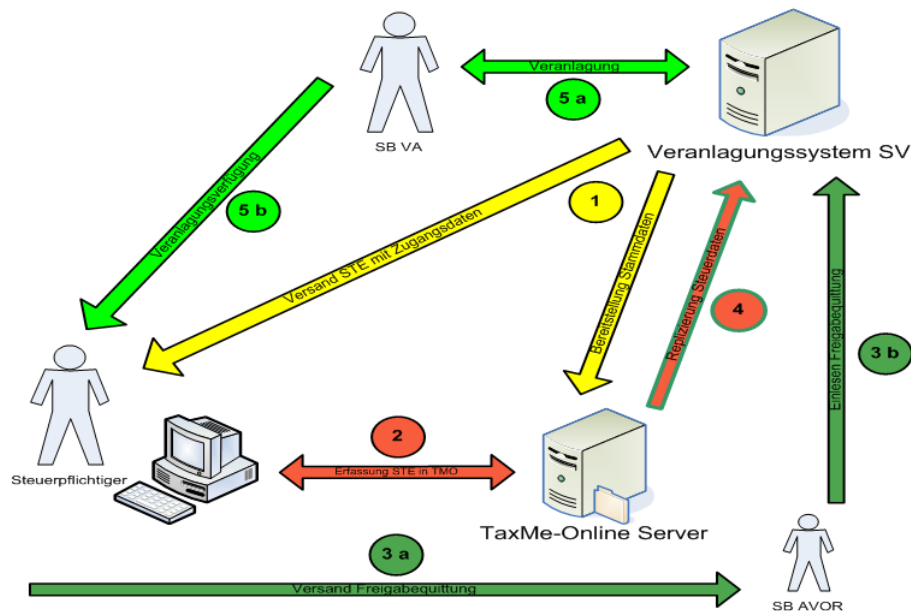 Veranlagung
5 a
SB VA
Veranlagungssystem SV
Veranlagungsverfügung
5 b
1
Versand STE mit Zugangsdaten
Bereitstellung Stammdaten
Replizierung Steuerdaten
4
Einlesen Freigabequittung
3 b
Steuerpflichtiger
2
Erfassung STE in TMO
TaxMe-Online Server
3 a
Versand Freigabequittung
SB AVOR